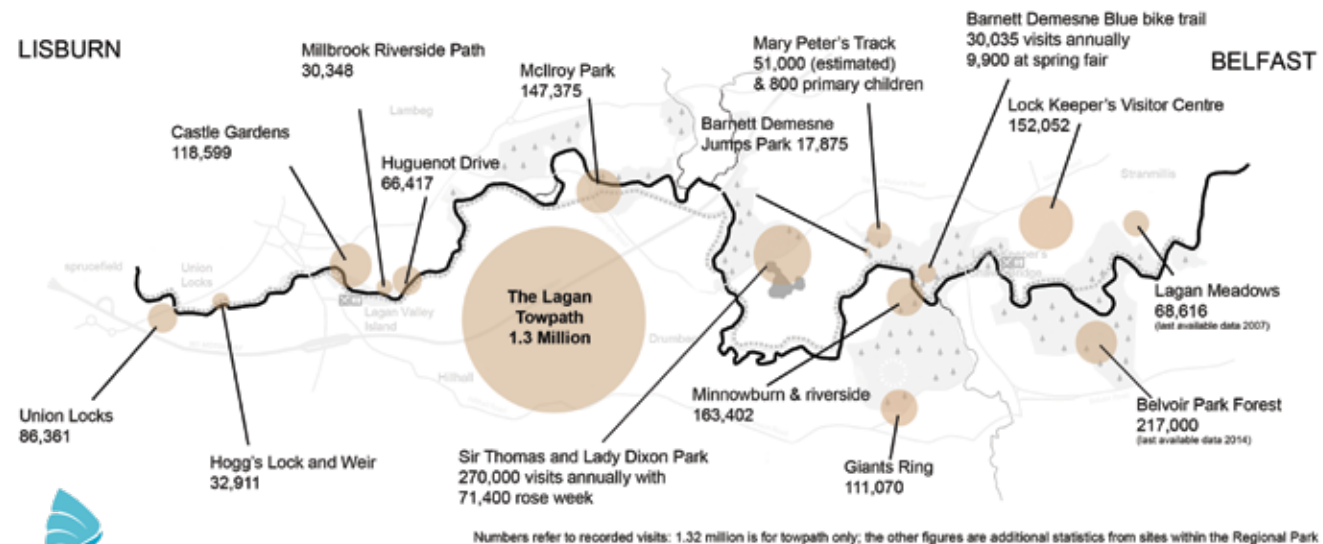 LISBURN
BELFAST
Millbrook Riverside Path
30,348
McIlroy Park
147,375
Mary Peter's Track
51,000 (estimated)
& 800 primary children
Barnett Demesne Blue bike trail
30,035 visits annually
9,900 at spring fair
Lock Keeper's Visitor Centre
152,052
Castle Gardens
118,599
Huguenot Drive
66,417
Barnett Demesne
Jumps Park 17,875
Lambeg
Stranmillis
sprucefield
Union
Locks
Lagan Valley
Island
The Lagan
Towpath
1.3 Million
Hillhall
Lagan Meadows
68,616
(last available data 2007)
Union Locks
86,361
Hogg's Lock and Weir
32,911
Sir Thomas and Lady Dixon Park
270,000 visits annually with
71,400 rose week
Minnowburn & riverside
163,402
Giants Ring
111,070
Belvoir Park Forest
217,000
(last available data 2014)
Numbers refer to recorded visits: 1.32 million is for towpath only; the other figures are additional statistics from sites within the Regional Park